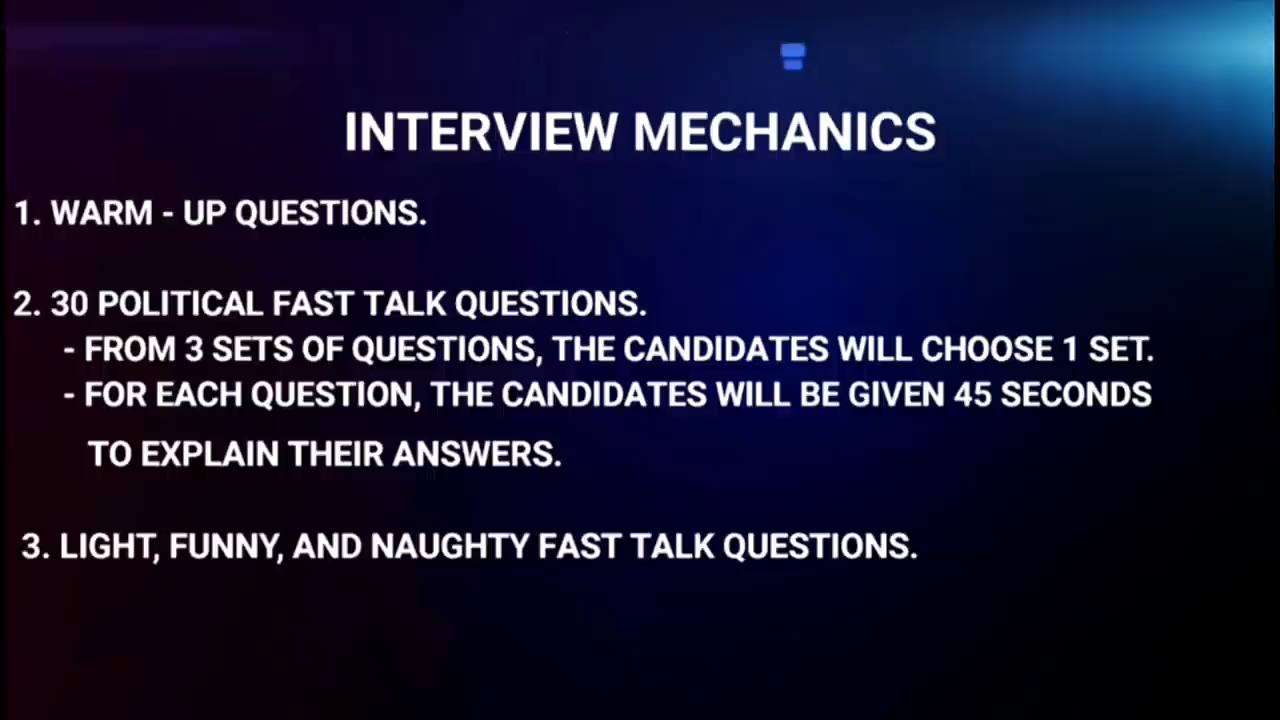 INTERVIEW MECHANICS
1. WARM - UP QUESTIONS.
2. 30 POLITICAL FAST TALK QUESTIONS.
- FROM 3 SETS OF QUESTIONS, THE CANDIDATES WILL CHOOSE 1 SET.
- FOR EACH QUESTION, THE CANDIDATES WILL BE GIVEN 45 SECONDS
TO EXPLAIN THEIR ANSWERS.
3. LIGHT, FUNNY, AND NAUGHTY FAST TALK QUESTIONS.